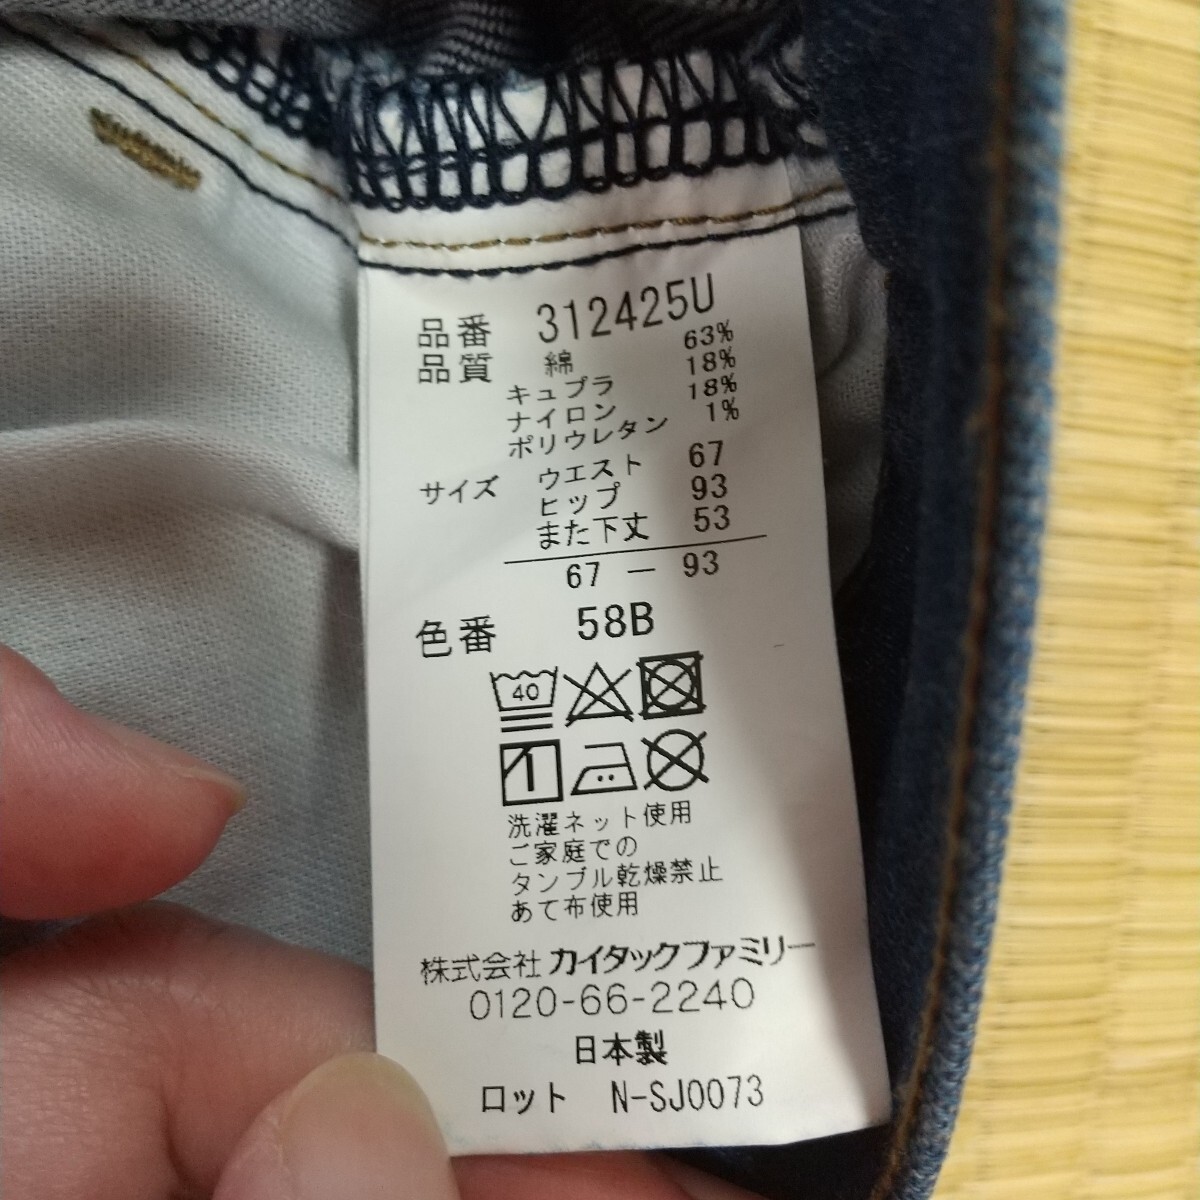 品番 312425U
品質 綿 63%
キュプラ 18%
ナイロン 18%
ポリウレタン 1%
サイズ ウエスト 67
ヒップ 93
また下丈 53
67 － 93
色番 58B
40
洗濯ネット使用
ご家庭での
タンブル乾燥禁止
あて布使用
株式会社カイタックファミリー
0120-66-2240
日本製
ロット N-SJ0073